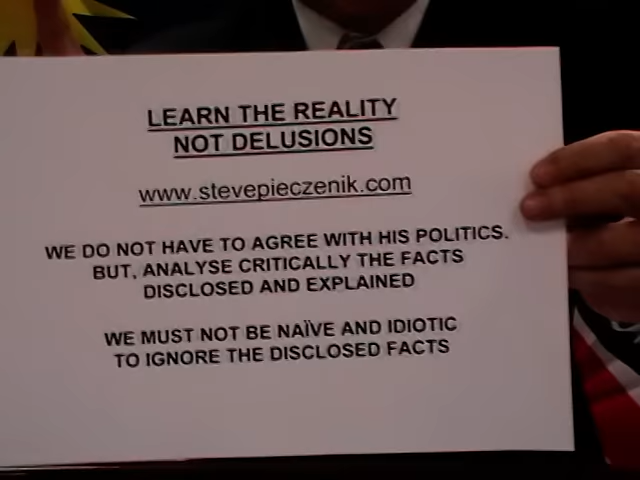 LEARN THE REALITY
NOT DELUSIONS
www.stevepieczenik.com
WE DO NOT HAVE TO AGREE WITH HIS POLITICS.
BUT, ANALYSE CRITICALLY THE FACTS
DISCLOSED AND EXPLAINED
WE MUST NOT BE NAÏVE AND IDIOTIC
TO IGNORE THE DISCLOSED FACTS